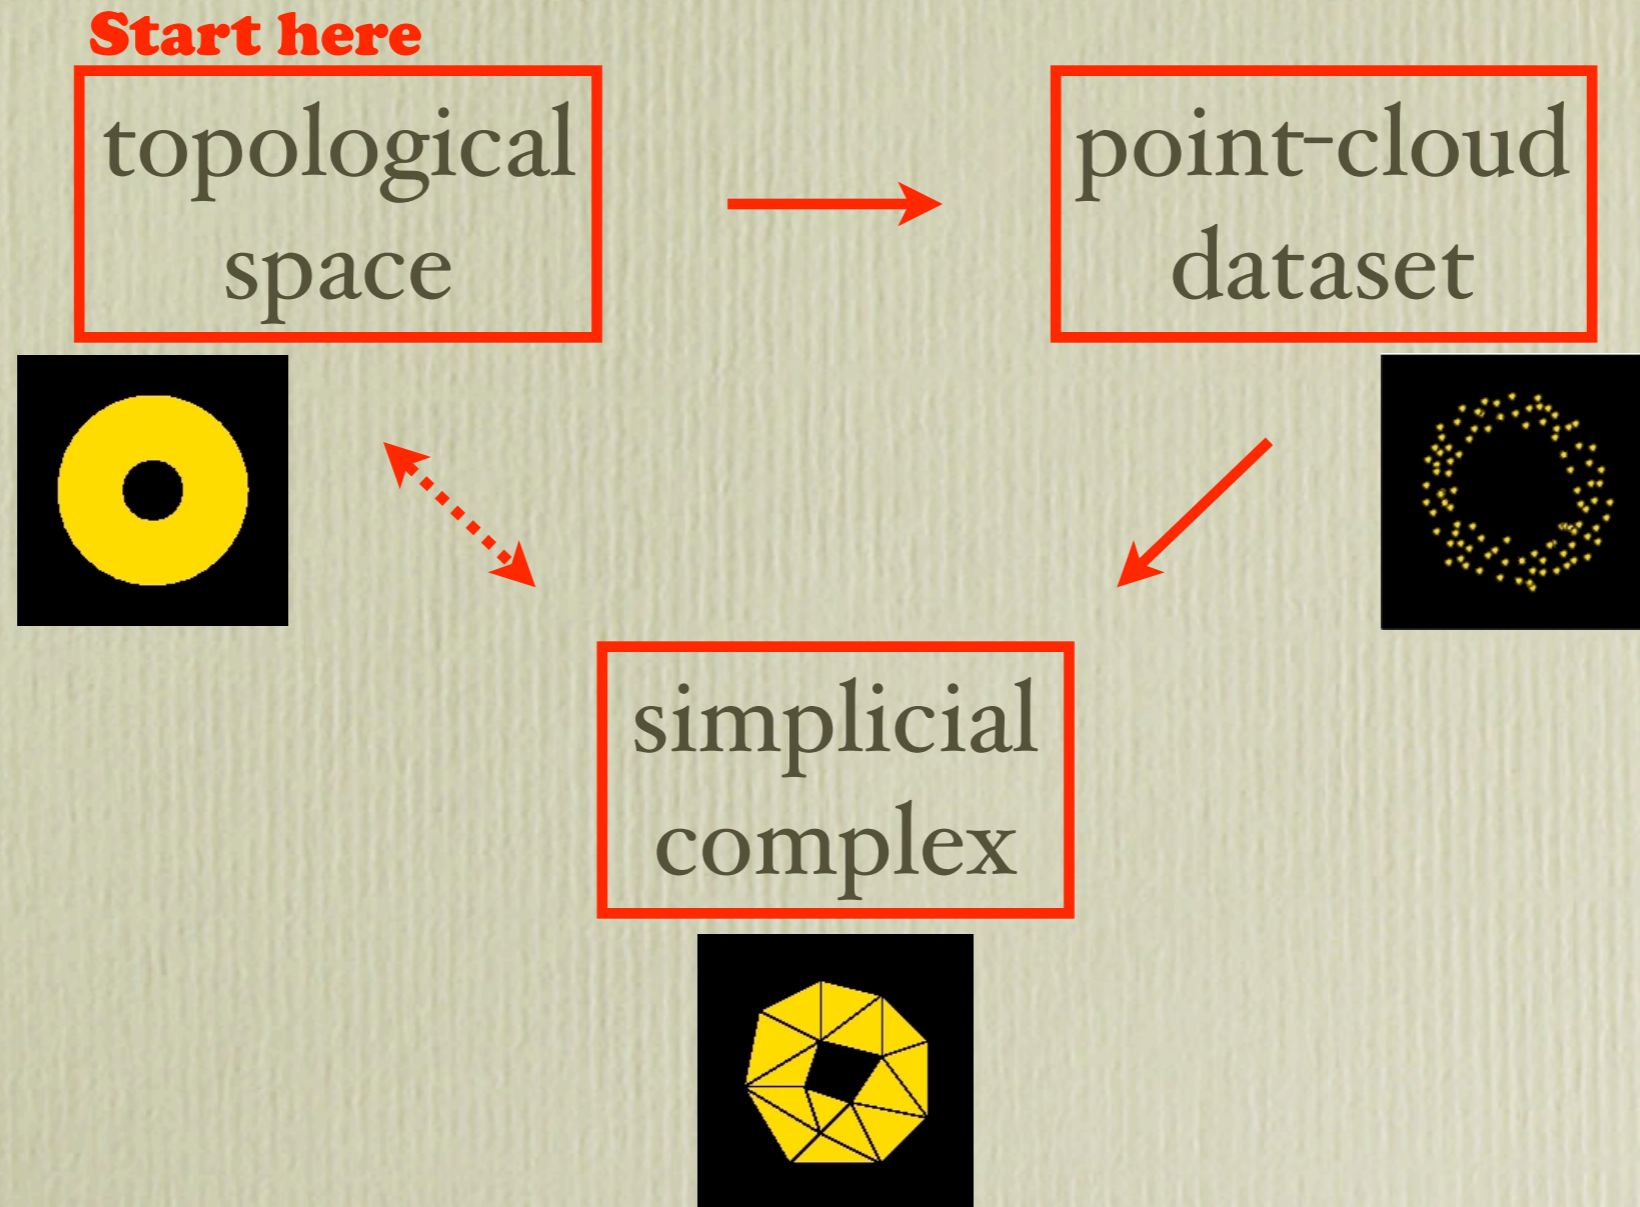 Start here
topological
space
point-cloud
dataset
simplicial
complex